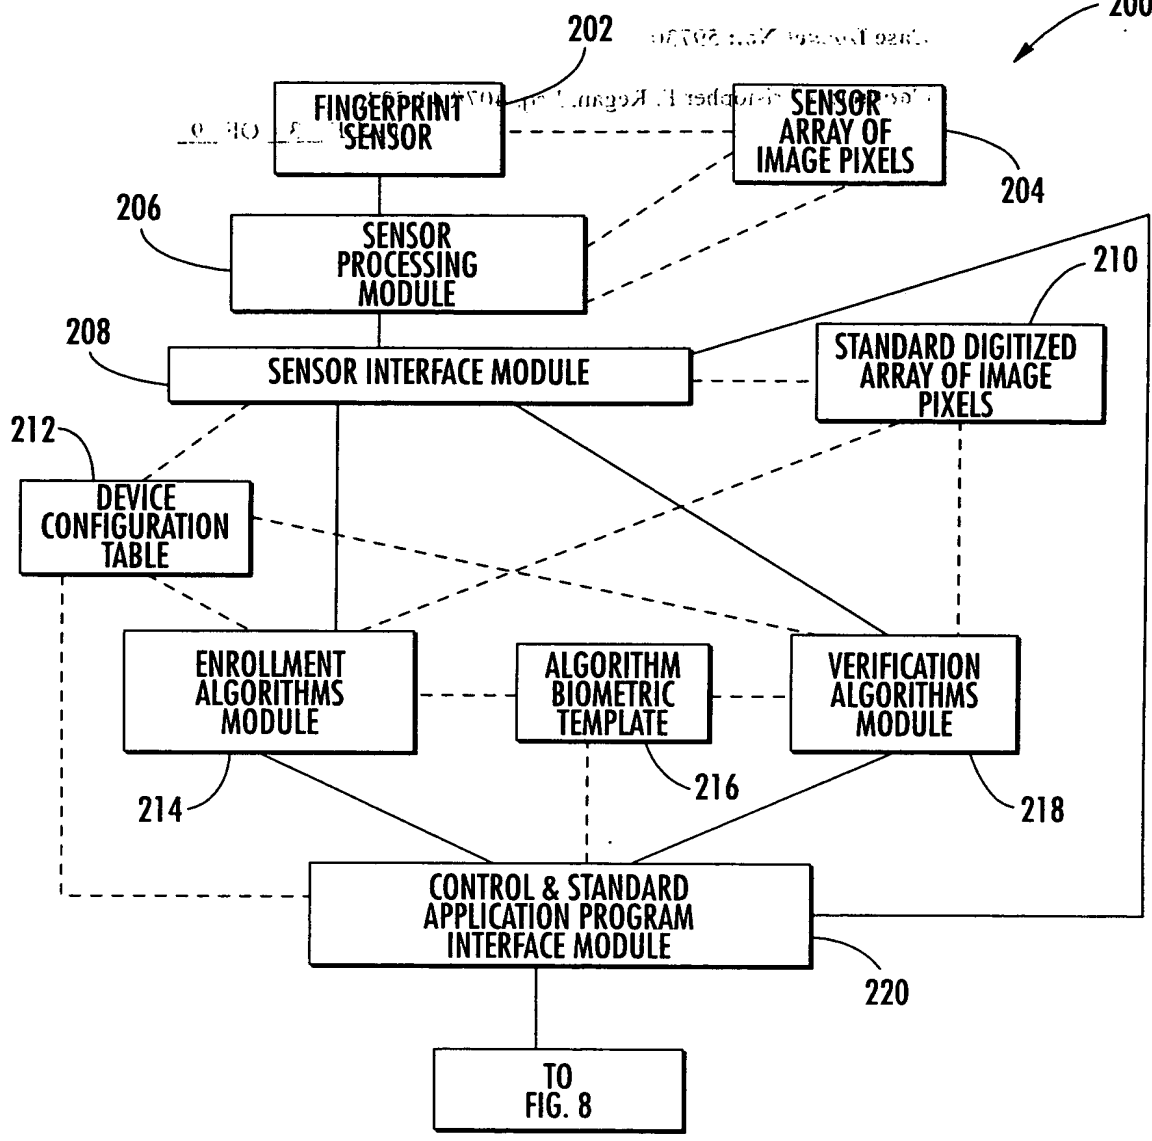 200
202
FINGERPRINT
SENSOR
SENSOR
ARRAY OF
IMAGE PIXELS
204
206
SENSOR
PROCESSING
MODULE
208
SENSOR INTERFACE MODULE
210
STANDARD DIGITIZED
ARRAY OF IMAGE
PIXELS
212
DEVICE
CONFIGURATION
TABLE
ENROLLMENT
ALGORITHMS
MODULE
214
ALGORITHM
BIOMETRIC
TEMPLATE
216
VERIFICATION
ALGORITHMS
MODULE
218
CONTROL & STANDARD
APPLICATION PROGRAM
INTERFACE MODULE
220
TO
FIG. 8